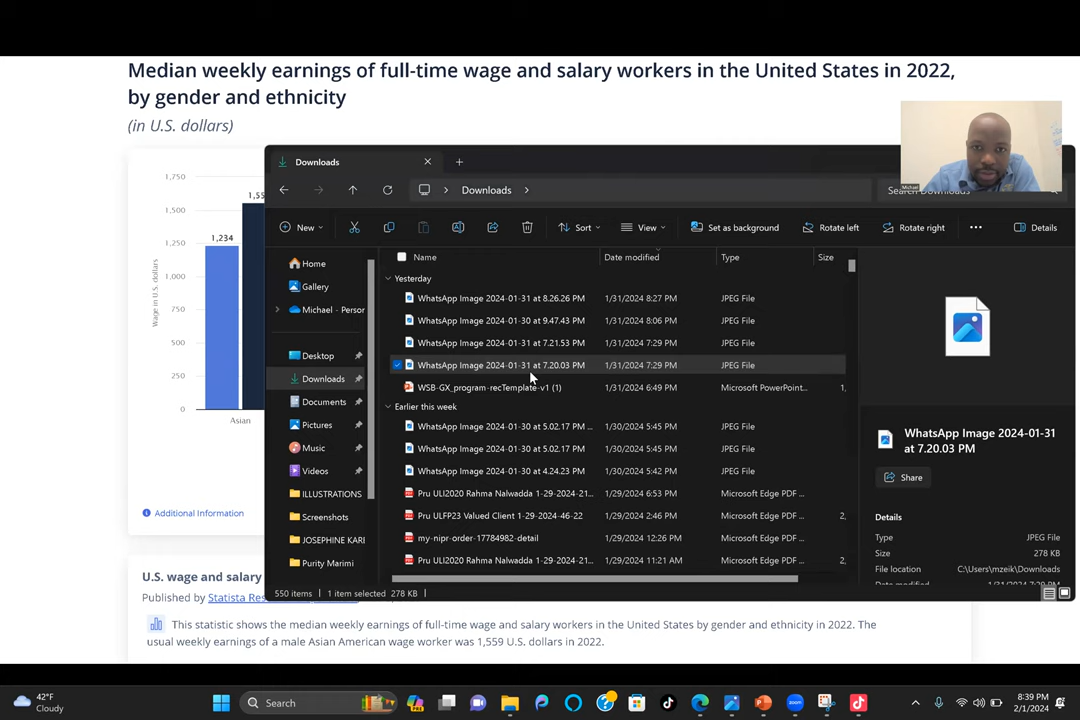 Median weekly earnings of full-time wage and salary workers in the United States in 2022,
by gender and ethnicity
(in U.S. dollars)
Michael
Downloads
Downloads
Search Downloads
New
Sort
View
Set as background
Rotate left
Rotate right
Details
Name
Date modified
Type
Size
Home
Gallery
Michael - Persor
Desktop
Downloads
Documents
Pictures
Music
Videos
ILLUSTRATIONS
Screenshots
JOSEPHINE KARI
Purity Marimi
Yesterday
WhatsApp Image 2024-01-31 at 8.26.26 PM 1/31/2024 8:27 PM JPEG File
WhatsApp Image 2024-01-30 at 9.47.43 PM 1/31/2024 8:06 PM JPEG File
WhatsApp Image 2024-01-31 at 7.21.53 PM 1/31/2024 7:29 PM JPEG File
WhatsApp Image 2024-01-31 at 7.20.03 PM 1/31/2024 7:29 PM JPEG File
WSB-GX_program-recTemplate-v1 (1) 1/31/2024 6:49 PM Microsoft PowerPoint... 1,
Earlier this week
WhatsApp Image 2024-01-30 at 5.02.17 PM ... 1/30/2024 5:45 PM JPEG File
WhatsApp Image 2024-01-30 at 5.02.17 PM 1/30/2024 5:45 PM JPEG File
WhatsApp Image 2024-01-30 at 4.24.23 PM 1/30/2024 5:42 PM JPEG File
Pru ULI2020 Rahma Nalwadda 1-29-2024-21... 1/29/2024 6:53 PM Microsoft Edge PDF ...
Pru ULFP23 Valued Client 1-29-2024-46-22 1/29/2024 2:46 PM Microsoft Edge PDF ... 2,
my-nipr-order-17784982-detail 1/29/2024 12:26 PM Microsoft Edge PDF ...
Pru ULI2020 Rahma Nalwadda 1-29-2024-21... 1/29/2024 11:21 AM Microsoft Edge PDF ... 2,
550 items 1 item selected 278 KB
WhatsApp Image 2024-01-31
at 7.20.03 PM
Share
Details
Type JPEG File
Size 278 KB
File location C:\Users\mzeik\Downloads
Date modified 1/31/2024 7:29 PM
1,750
1,500
1,250
1,000
750
500
250
0
Wage in U.S. dollars
1,234
1,55
Asian
Additional Information
U.S. wage and salary
Published by Statista Res
This statistic shows the median weekly earnings of full-time wage and salary workers in the United States by gender and ethnicity in 2022. The
usual weekly earnings of a male Asian American wage worker was 1,559 U.S. dollars in 2022.
42°F
Cloudy
Search
8:39 PM
2/1/2024